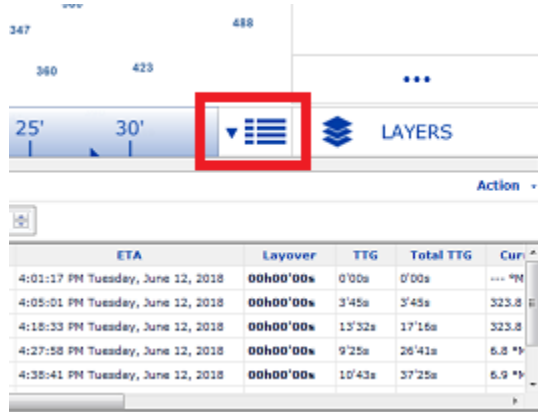 347
488
360
423
...
25'
30'
LAYERS
Action
ETA Layover TTG Total TTG Cur
4:01:17 PM Tuesday, June 12, 2018 00h00'00s 0'00s 0'00s --- °M
4:05:01 PM Tuesday, June 12, 2018 00h00'00s 3'45s 3'45s 323.8
4:18:33 PM Tuesday, June 12, 2018 00h00'00s 13'32s 17'16s 323.8
4:27:58 PM Tuesday, June 12, 2018 00h00'00s 9'25s 26'41s 6.8 °M
4:38:41 PM Tuesday, June 12, 2018 00h00'00s 10'43s 37'25s 6.9 °M